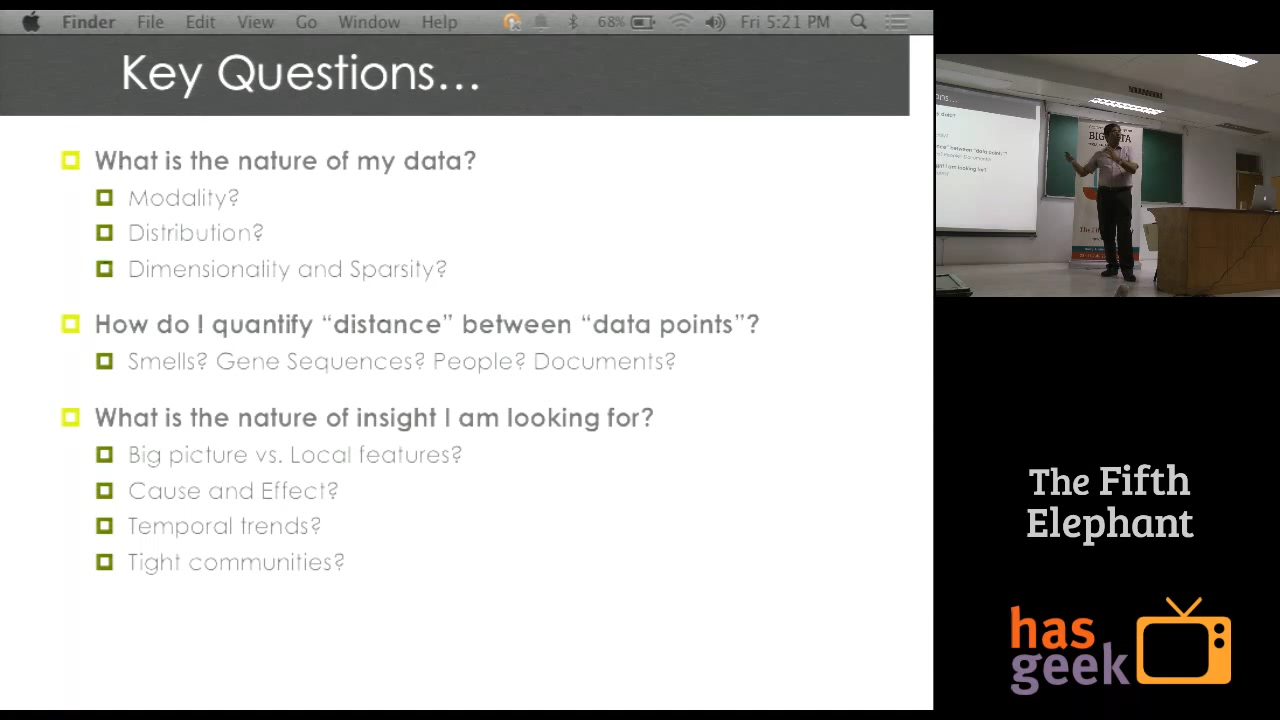 Finder File Edit View Go Window Help 68% Fri 5:21 PM
Key Questions...
What is the nature of my data?
Modality?
Distribution?
Dimensionality and Sparsity?
How do I quantify “distance” between “data points”?
Smells? Gene Sequences? People? Documents?
What is the nature of insight I am looking for?
Big picture vs. Local features?
Cause and Effect?
Temporal trends?
Tight communities?
The Fifth
Elephant
has
geek